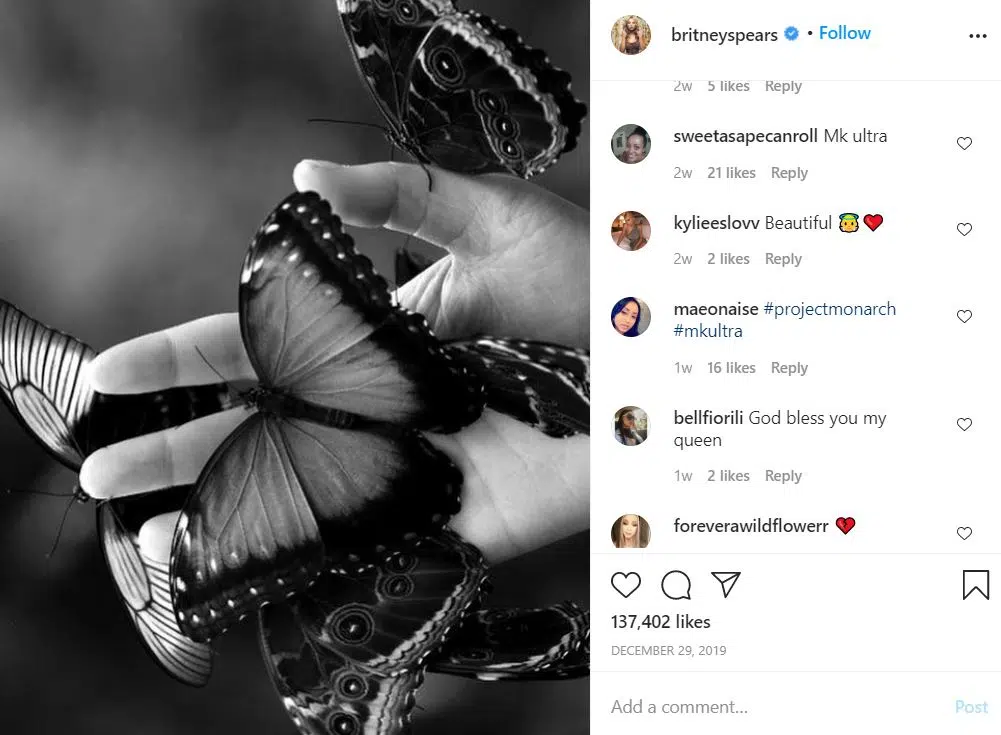 britneyspears • Follow
2w 5 likes Reply
sweetasapecanroll Mk ultra
2w 21 likes Reply
kylieeslovv Beautiful 😇❤️
2w 2 likes Reply
maeonaise #projectmonarch
#mkultra
1w 16 likes Reply
bellfiorili God bless you my
queen
1w 2 likes Reply
foreverawildflowerr 💔
137,402 likes
DECEMBER 29, 2019
Add a comment... Post